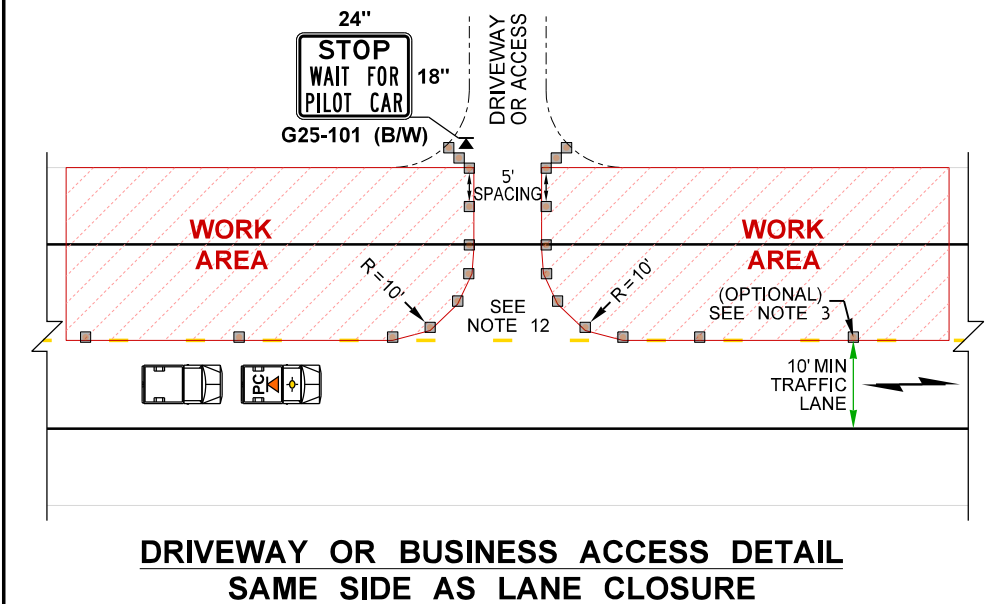 24"
STOP
WAIT FOR
PILOT CAR
18"
G25-101 (B/W)
DRIVEWAY
OR ACCESS
5'
SPACING
WORK
AREA
WORK
AREA
R=10'
R=10'
SEE
NOTE 12
(OPTIONAL)
SEE NOTE 3
10' MIN
TRAFFIC
LANE
PC
DRIVEWAY OR BUSINESS ACCESS DETAIL
SAME SIDE AS LANE CLOSURE